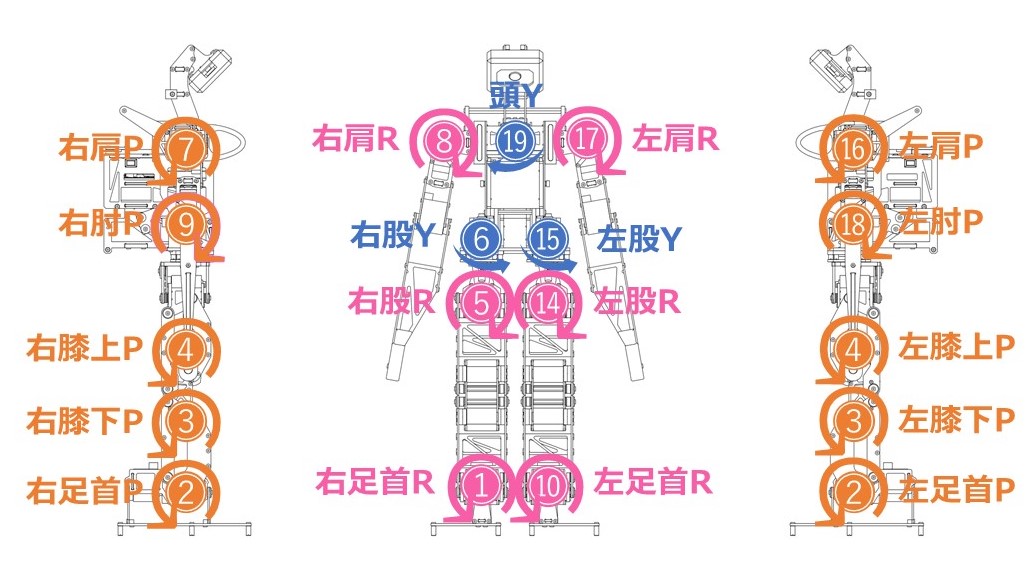 頭Y
右肩P
⑦
右肩R
⑧
⑲
⑰
左肩R
⑯
左肩P
右肘P
⑨
右股Y
⑥
⑮
左股Y
⑱
左肘P
右股R
⑤
⑭
左股R
右膝上P
④
④
左膝上P
右膝下P
③
③
左膝下P
右足首P
②
右足首R
①
⑩
左足首R
②
左足首P